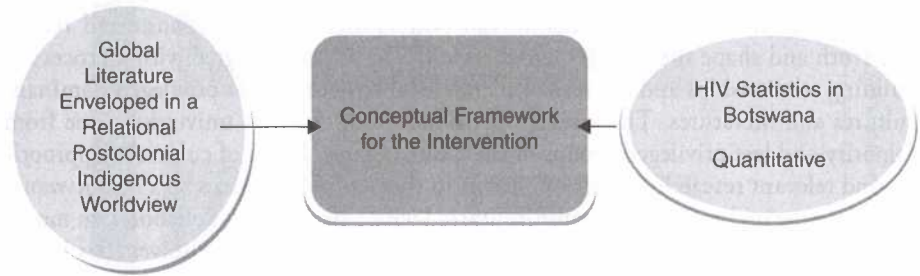 Global
Literature
Enveloped in a
Relational
Postcolonial
Indigenous
Worldview
Conceptual Framework
for the Intervention
HIV Statistics in
Botswana
Quantitative